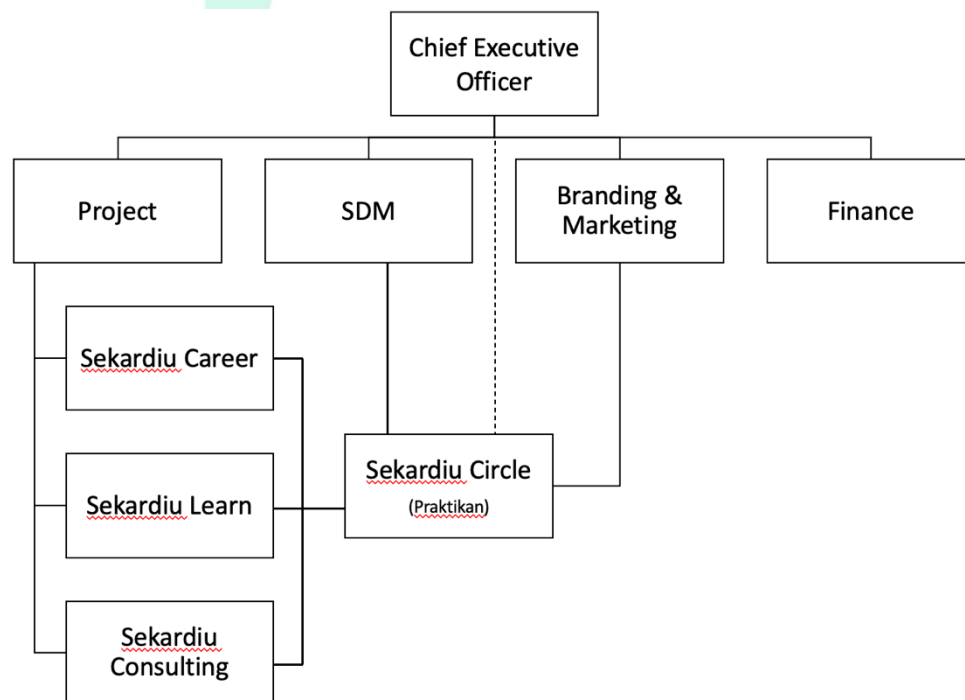 Chief Executive
Officer
Project
SDM
Branding &
Marketing
Finance
Sekardiu Career
Sekardiu Circle
(Praktikan)
Sekardiu Learn
Sekardiu
Consulting